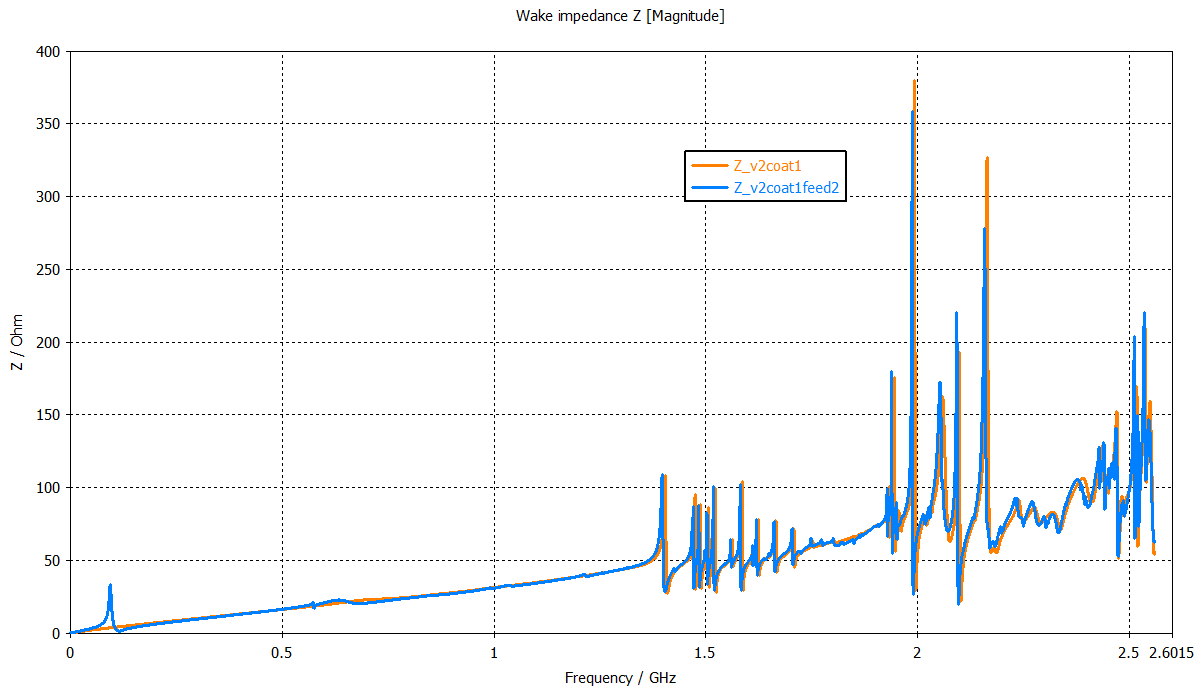 Wake impedance Z [Magnitude]
400
350
300
250
200
150
100
50
0
Z / Ohm
Z_v2coat1
Z_v2coat1feed2
0 0.5 1 1.5 2 2.5 2.6015
Frequency / GHz